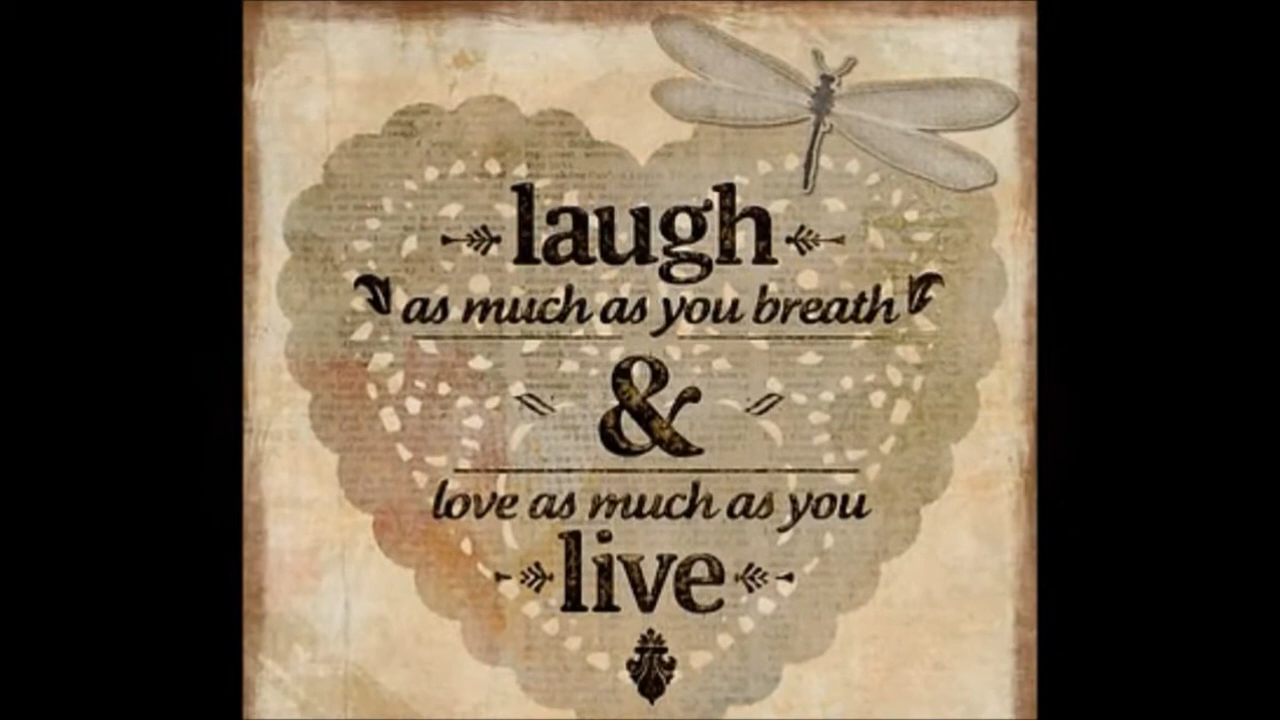 laugh
as much as you breath
&
love as much as you
live